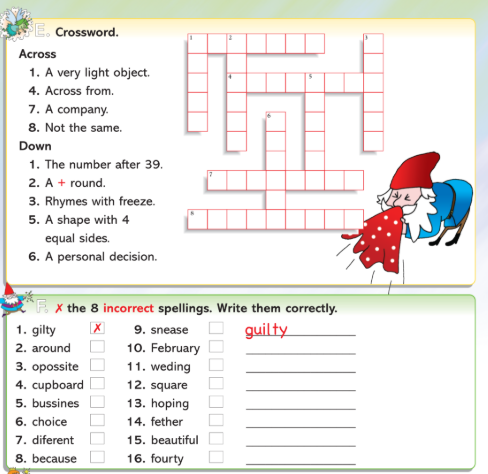 E. Crossword.
Across
1. A very light object.
4. Across from.
7. A company.
8. Not the same.
Down
1. The number after 39.
2. A + round.
3. Rhymes with freeze.
5. A shape with 4
equal sides.
6. A personal decision.
1 2 3
4 5
6
7
8
F. ✗ the 8 incorrect spellings. Write them correctly.
1. gilty ✗ 9. snease guilty
2. around 10. February
3. opossite 11. weding
4. cupboard 12. square
5. bussines 13. hoping
6. choice 14. fether
7. diferent 15. beautiful
8. because 16. fourty